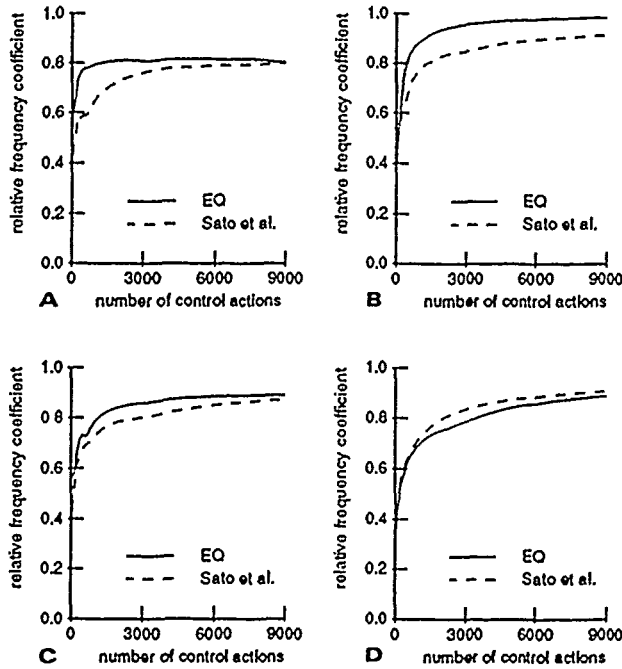 relative frequency coefficient
1.0
0.8
0.6
0.4
0.2
0.0
EQ
Sato et al.
0 3000 6000 9000
A number of control actions
relative frequency coefficient
1.0
0.8
0.6
0.4
0.2
0.0
EQ
Sato et al.
0 3000 6000 9000
B number of control actions
relative frequency coefficient
1.0
0.8
0.6
0.4
0.2
0.0
EQ
Sato et al.
0 3000 6000 9000
C number of control actions
relative frequency coefficient
1.0
0.8
0.6
0.4
0.2
0.0
EQ
Sato et al.
0 3000 6000 9000
D number of control actions